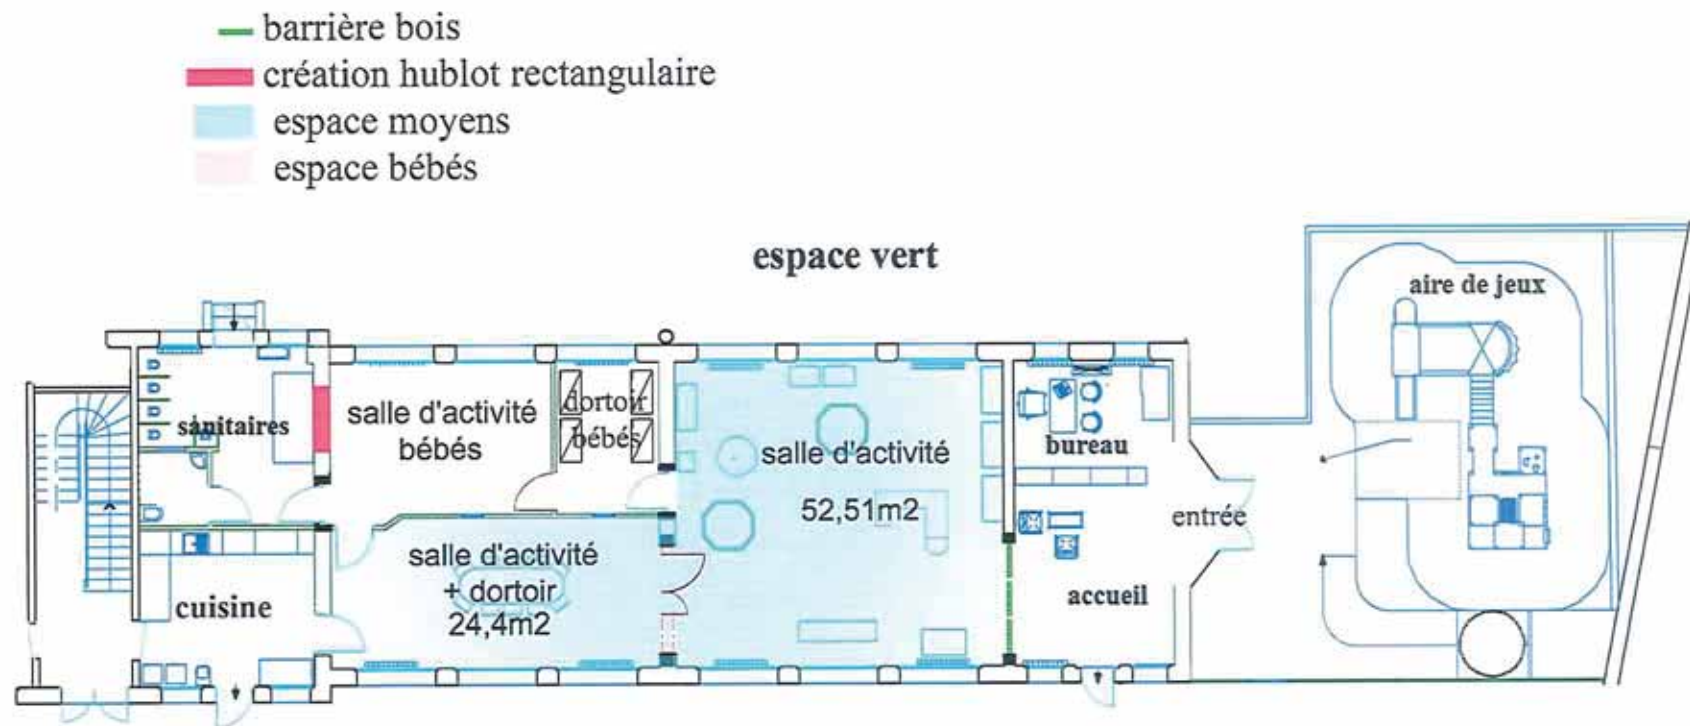 barrière bois
création hublot rectangulaire
espace moyens
espace bébés
espace vert
aire de jeux
sanitaires
salle d'activité
bébés
dortoir
bébés
salle d'activité
52,51m2
bureau
entrée
salle d'activité
+ dortoir
24,4m2
cuisine
accueil